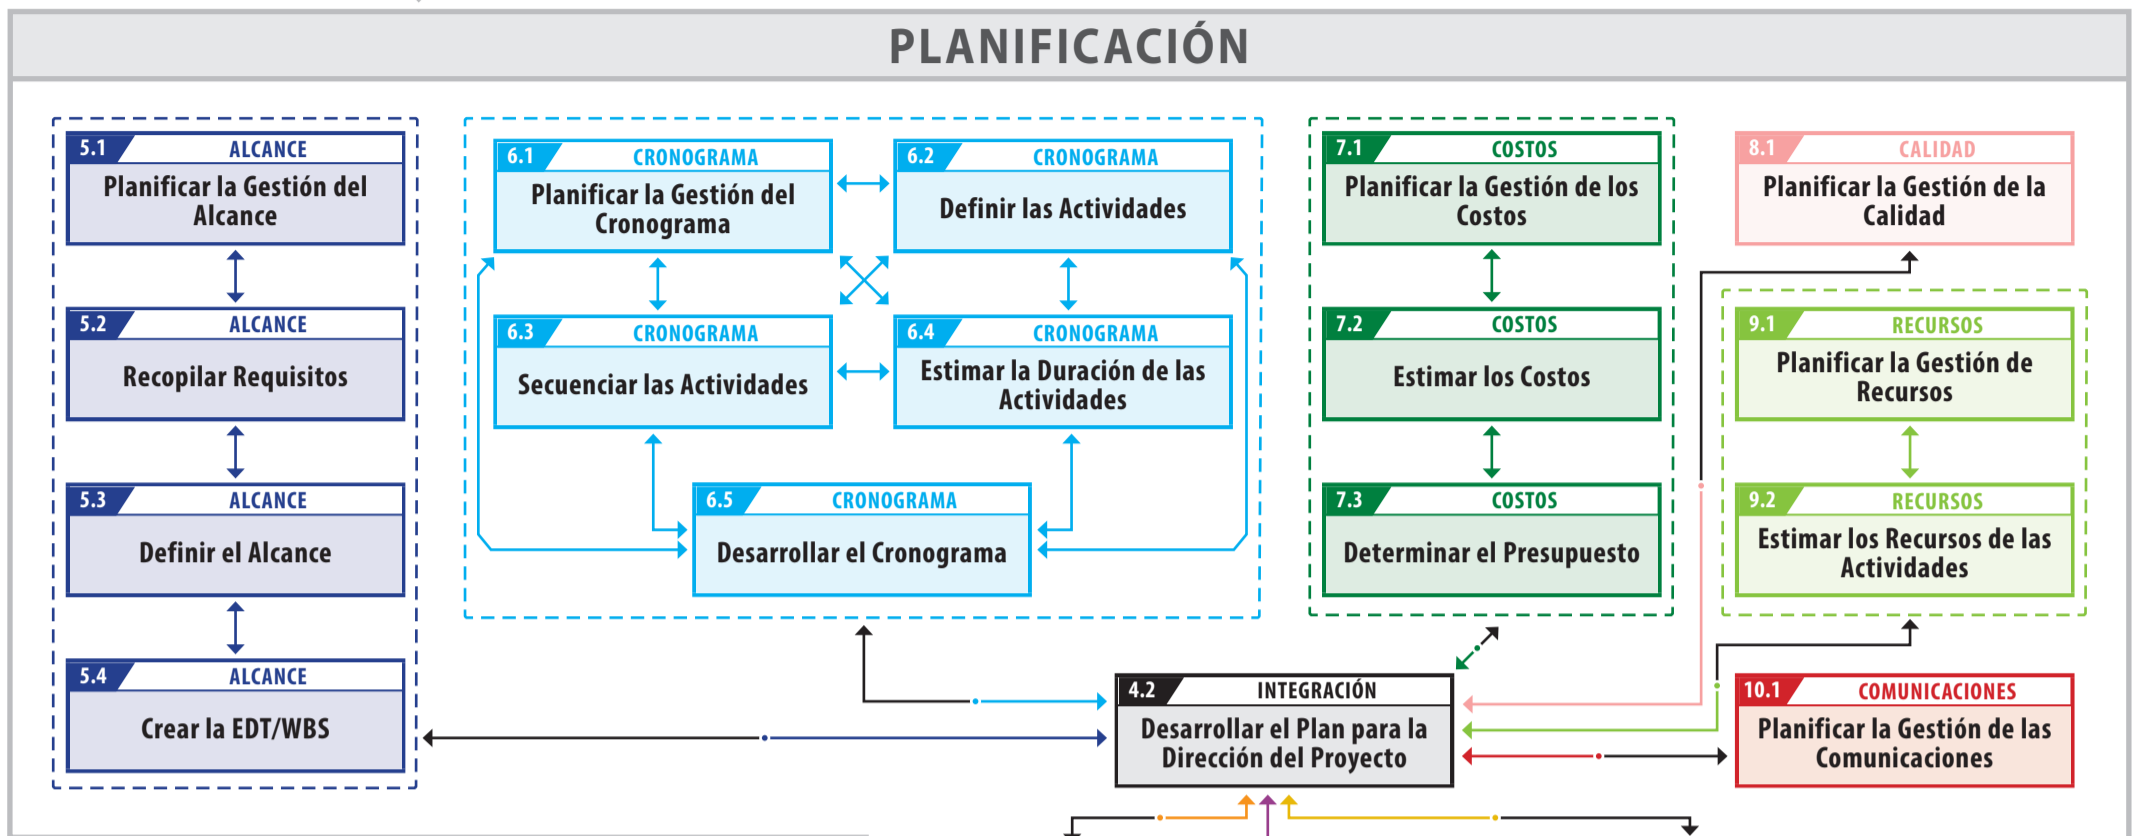 PLANIFICACIÓN
5.1 ALCANCE
Planificar la Gestión del
Alcance
5.2 ALCANCE
Recopilar Requisitos
5.3 ALCANCE
Definir el Alcance
5.4 ALCANCE
Crear la EDT/WBS
6.1 CRONOGRAMA
Planificar la Gestión del
Cronograma
6.2 CRONOGRAMA
Definir las Actividades
6.3 CRONOGRAMA
Secuenciar las Actividades
6.4 CRONOGRAMA
Estimar la Duración de las
Actividades
6.5 CRONOGRAMA
Desarrollar el Cronograma
7.1 COSTOS
Planificar la Gestión de los
Costos
7.2 COSTOS
Estimar los Costos
7.3 COSTOS
Determinar el Presupuesto
8.1 CALIDAD
Planificar la Gestión de la
Calidad
9.1 RECURSOS
Planificar la Gestión de
Recursos
9.2 RECURSOS
Estimar los Recursos de las
Actividades
4.2 INTEGRACIÓN
Desarrollar el Plan para la
Dirección del Proyecto
10.1 COMUNICACIONES
Planificar la Gestión de las
Comunicaciones